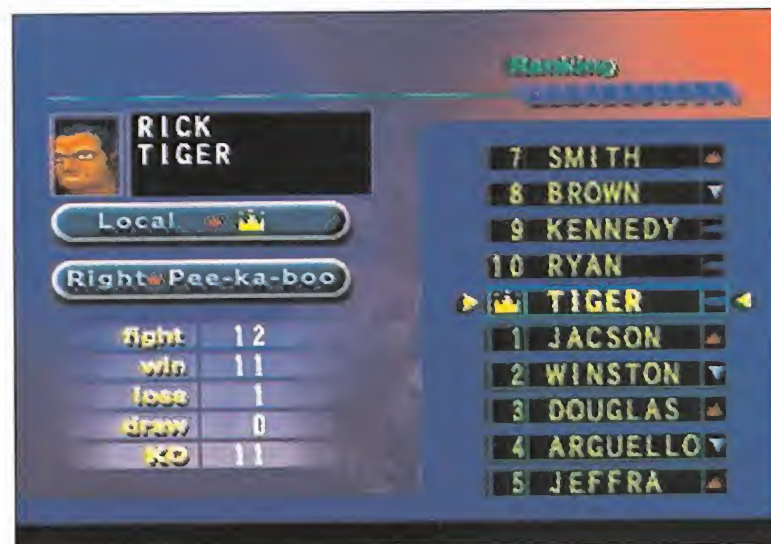 Ranking
RICK
TIGER
Local
Right Pee-ka-boo
fight 12
win 11
lose 1
draw 0
KO 11
7 SMITH
8 BROWN
9 KENNEDY
10 RYAN
TIGER
1 JACSON
2 WINSTON
3 DOUGLAS
4 ARGUELLO
5 JEFFRA